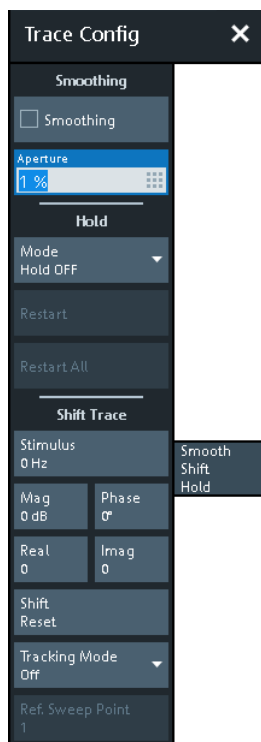 Trace Config
Smoothing
Smoothing
Aperture
1 %
Hold
Mode
Hold OFF
Restart
Restart All
Shift Trace
Stimulus
0 Hz
Mag
0 dB
Phase
0°
Real
0
Imag
0
Shift
Reset
Tracking Mode
Off
Ref. Sweep Point
1
Smooth
Shift
Hold